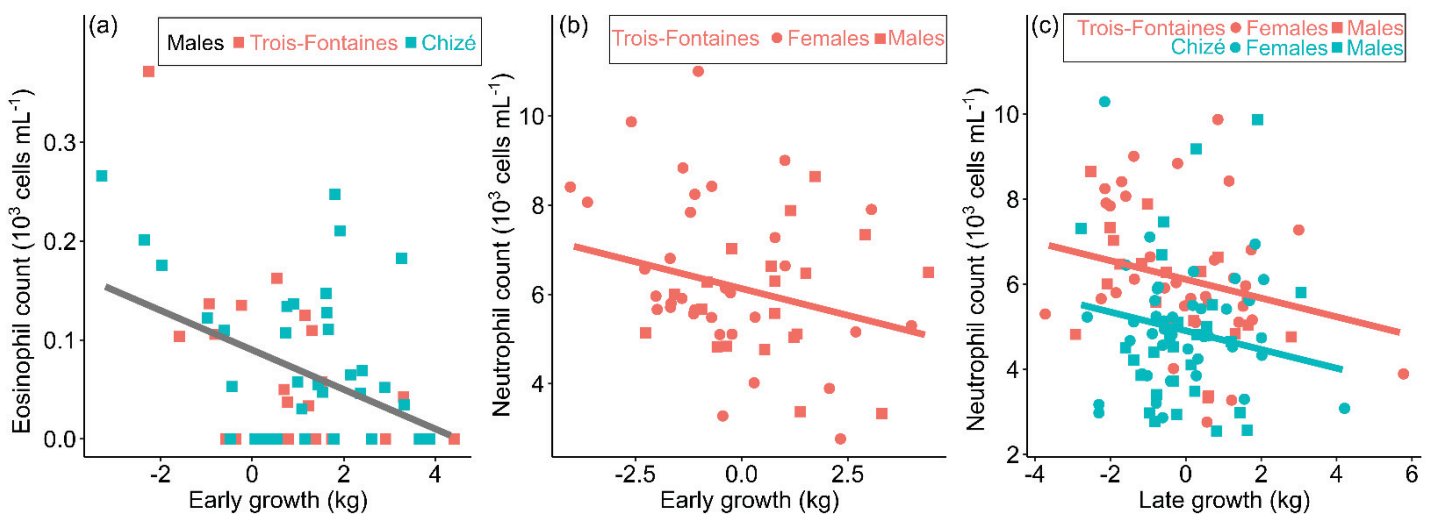 (a)
Males Trois-Fontaines Chizé
Eosinophil count (10³ cells mL⁻¹)
0.3
0.2
0.1
0.0
-2 0 2 4
Early growth (kg)
(b)
Trois-Fontaines Females Males
Neutrophil count (10³ cells mL⁻¹)
10
8
6
4
-2.5 0.0 2.5
Early growth (kg)
(c)
Trois-Fontaines Females Males
Chizé Females Males
Neutrophil count (10³ cells mL⁻¹)
10
8
6
4
2
-4 -2 0 2 4 6
Late growth (kg)